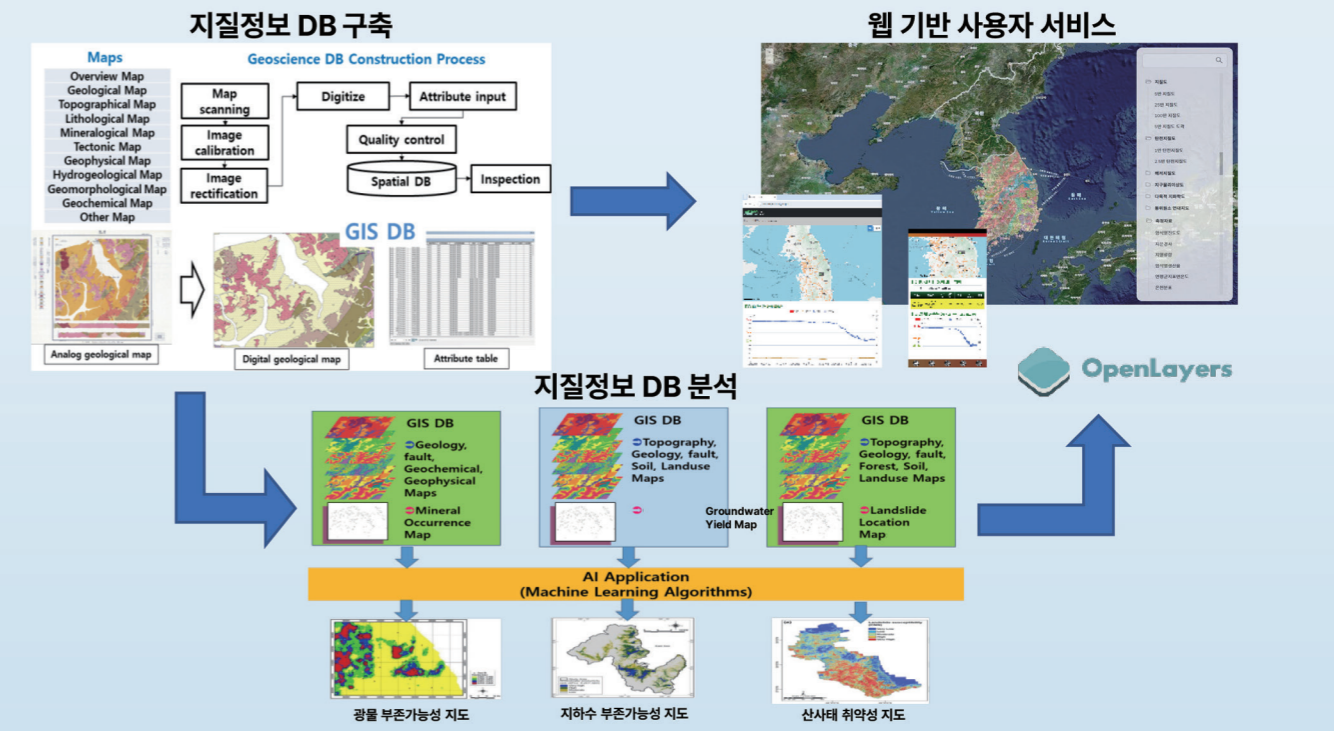 지질정보 DB 구축
Maps
Overview Map
Geological Map
Topographical Map
Lithological Map
Mineralogical Map
Tectonic Map
Geophysical Map
Hydrogeological Map
Geomorphological Map
Geochemical Map
Other Map
Geoscience DB Construction Process
Map
scanning
Image
calibration
Image
rectification
Digitize
Attribute input
Quality control
Spatial DB
Inspection
GIS DB
Analog geological map
Digital geological map
Attribute table
웹 기반 사용자 서비스
OpenLayers
지질정보 DB 분석
GIS DB
Geology,
fault,
Geochemical,
Geophysical
Maps
Mineral
Occurrence
Map
GIS DB
Topography,
Geology, fault,
Soil, Landuse
Maps
Groundwater
Yield Map
GIS DB
Topography,
Geology, fault,
Forest, Soil,
Landuse Maps
Landslide
Location
Map
AI Application
(Machine Learning Algorithms)
광물 부존가능성 지도
지하수 부존가능성 지도
산사태 취약성 지도